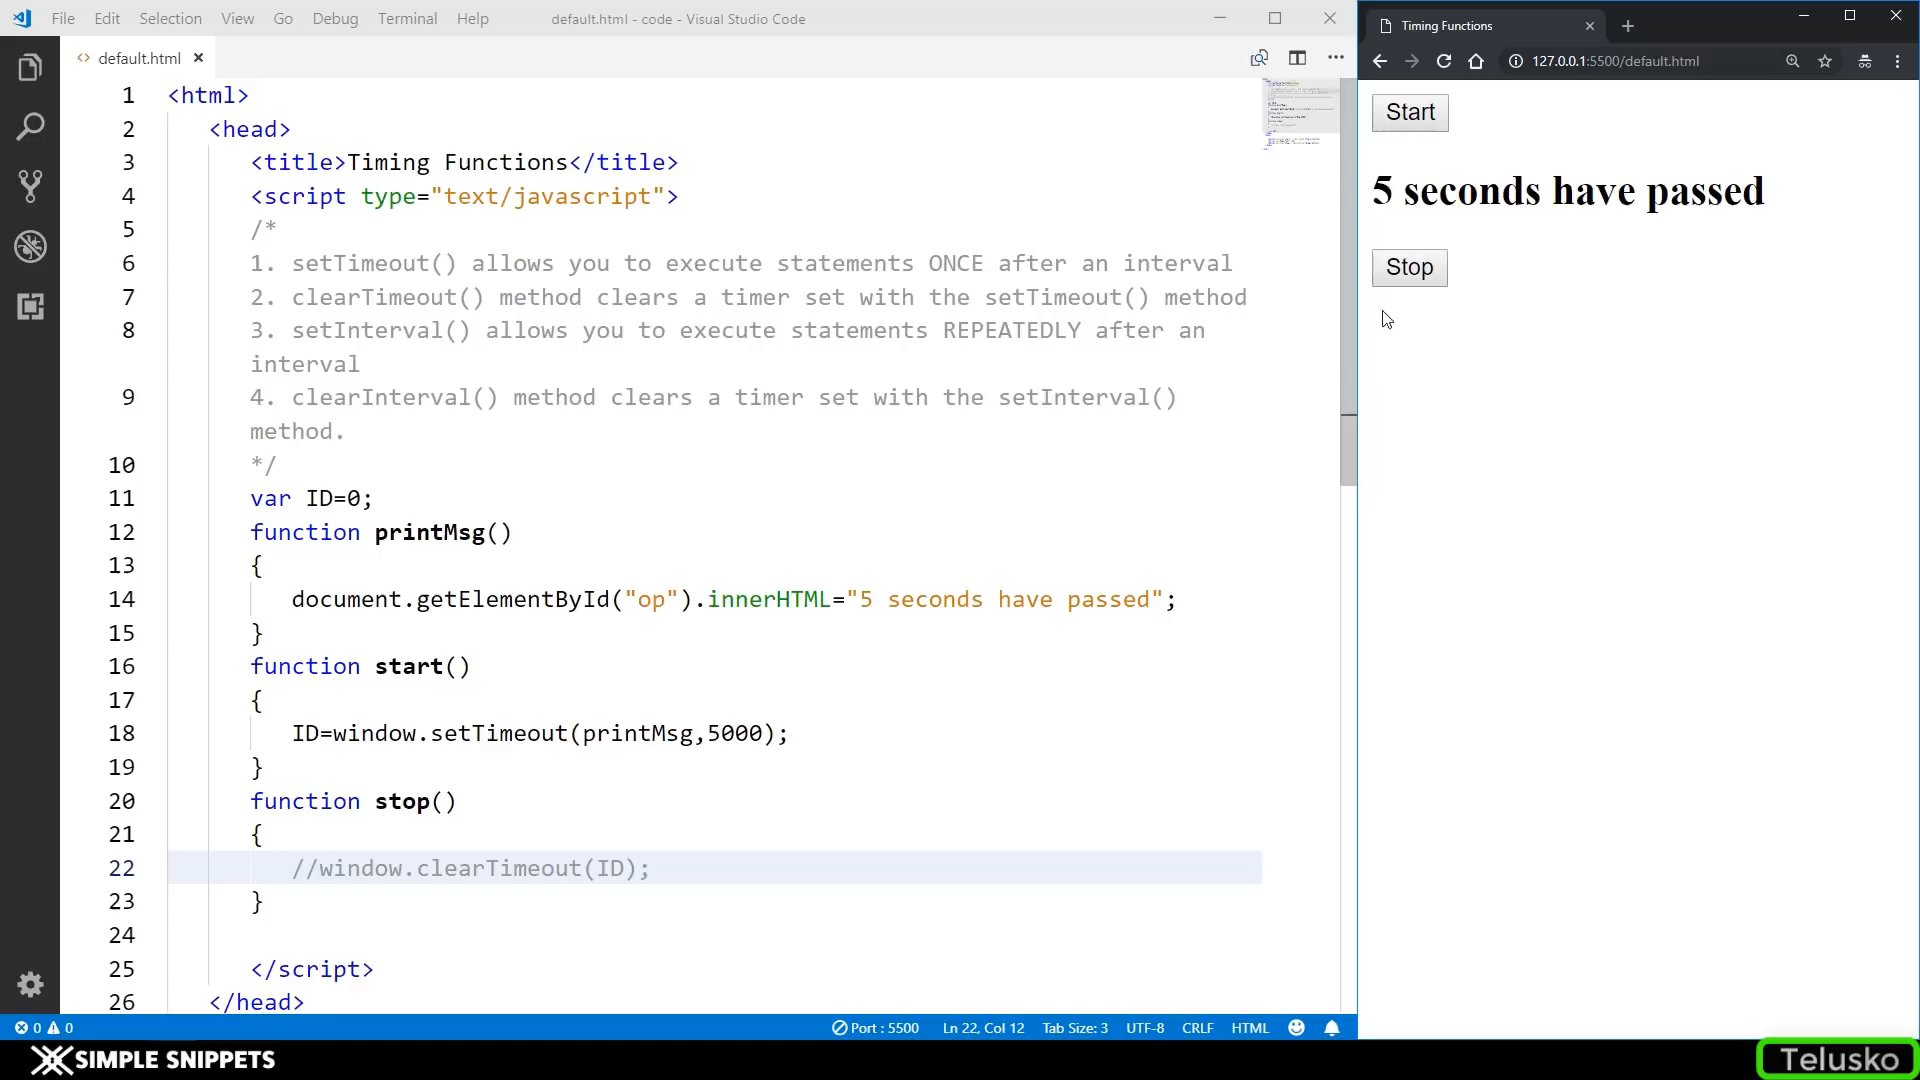 File Edit Selection View Go Debug Terminal Help default.html - code - Visual Studio Code
default.html
1 <html>
2 <head>
3 <title>Timing Functions</title>
4 <script type="text/javascript">
5 /*
6 1. setTimeout() allows you to execute statements ONCE after an interval
7 2. clearTimeout() method clears a timer set with the setTimeout() method
8 3. setInterval() allows you to execute statements REPEATEDLY after an
interval
9 4. clearInterval() method clears a timer set with the setInterval()
method.
10 */
11 var ID=0;
12 function printMsg()
13 {
14 document.getElementById("op").innerHTML="5 seconds have passed";
15 }
16 function start()
17 {
18 ID=window.setTimeout(printMsg,5000);
19 }
20 function stop()
21 {
22 //window.clearTimeout(ID);
23 }
24
25 </script>
26 </head>
0 0 Port : 5500 Ln 22, Col 12 Tab Size: 3 UTF-8 CRLF HTML
Timing Functions
127.0.0.1:5500/default.html
Start
5 seconds have passed
Stop
SIMPLE SNIPPETS
Telusko